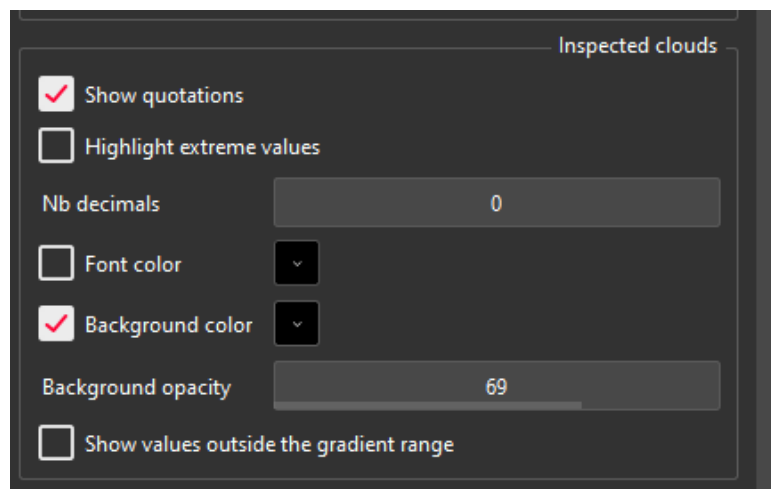 Inspected clouds
Show quotations
Highlight extreme values
Nb decimals 0
Font color
Background color
Background opacity 69
Show values outside the gradient range